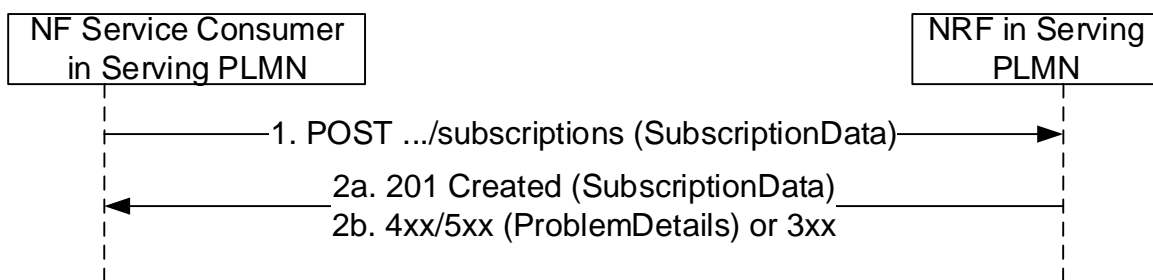 NF Service Consumer
in Serving PLMN
NRF in Serving
PLMN
1. POST .../subscriptions (SubscriptionData)
2a. 201 Created (SubscriptionData)
2b. 4xx/5xx (ProblemDetails) or 3xx